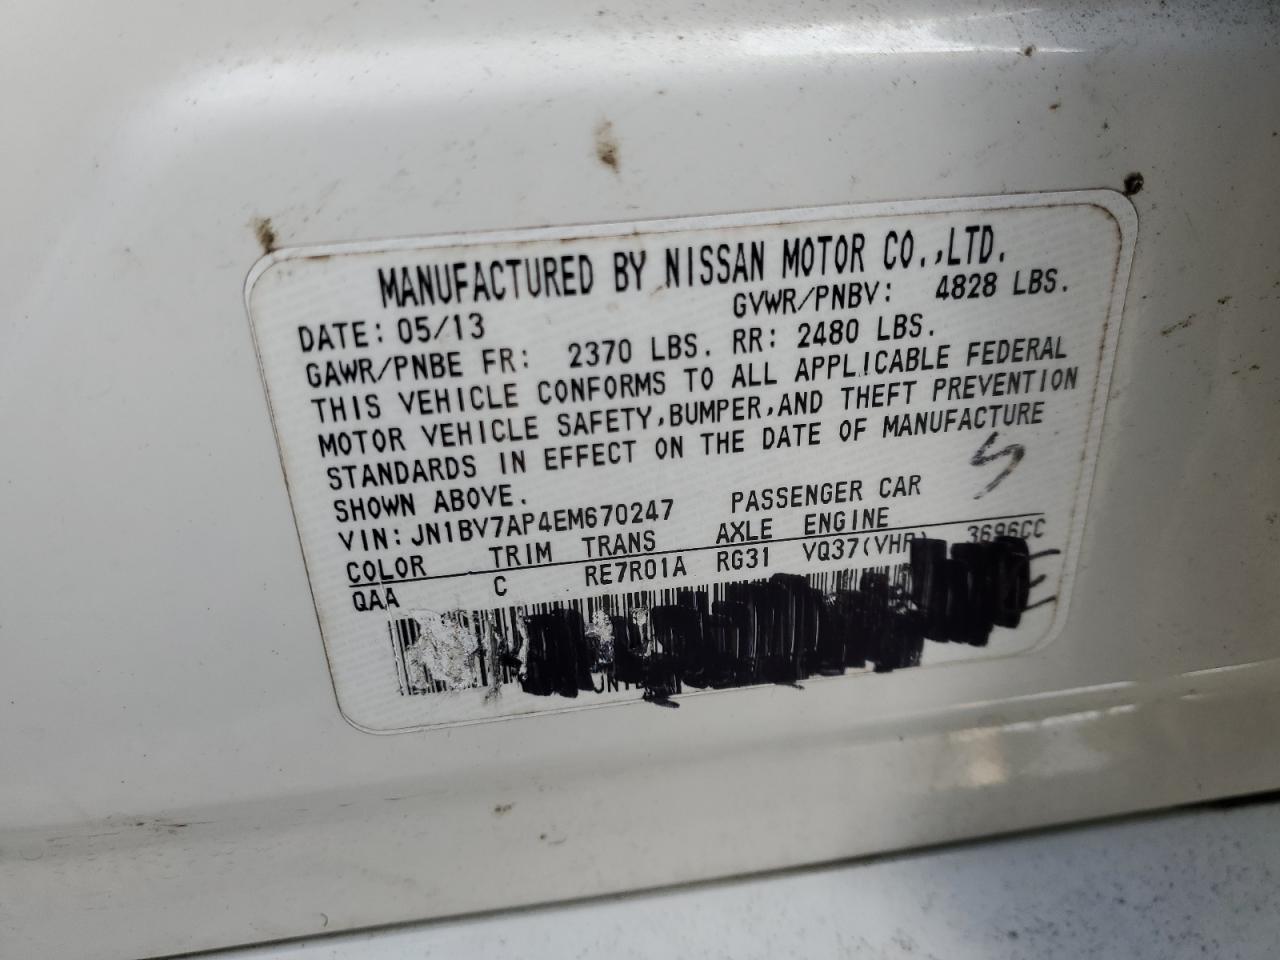 MANUFACTURED BY NISSAN MOTOR CO.,LTD.
DATE: 05/13 GVWR/PNBV: 4828 LBS.
GAWR/PNBE FR: 2370 LBS. RR: 2480 LBS.
THIS VEHICLE CONFORMS TO ALL APPLICABLE FEDERAL
MOTOR VEHICLE SAFETY,BUMPER,AND THEFT PREVENTION
STANDARDS IN EFFECT ON THE DATE OF MANUFACTURE
SHOWN ABOVE.
VIN: JN1BV7AP4EM670247 PASSENGER CAR
COLOR TRIM TRANS AXLE ENGINE
QAA C RE7R01A RG31 VQ37(VHR) 3696CC